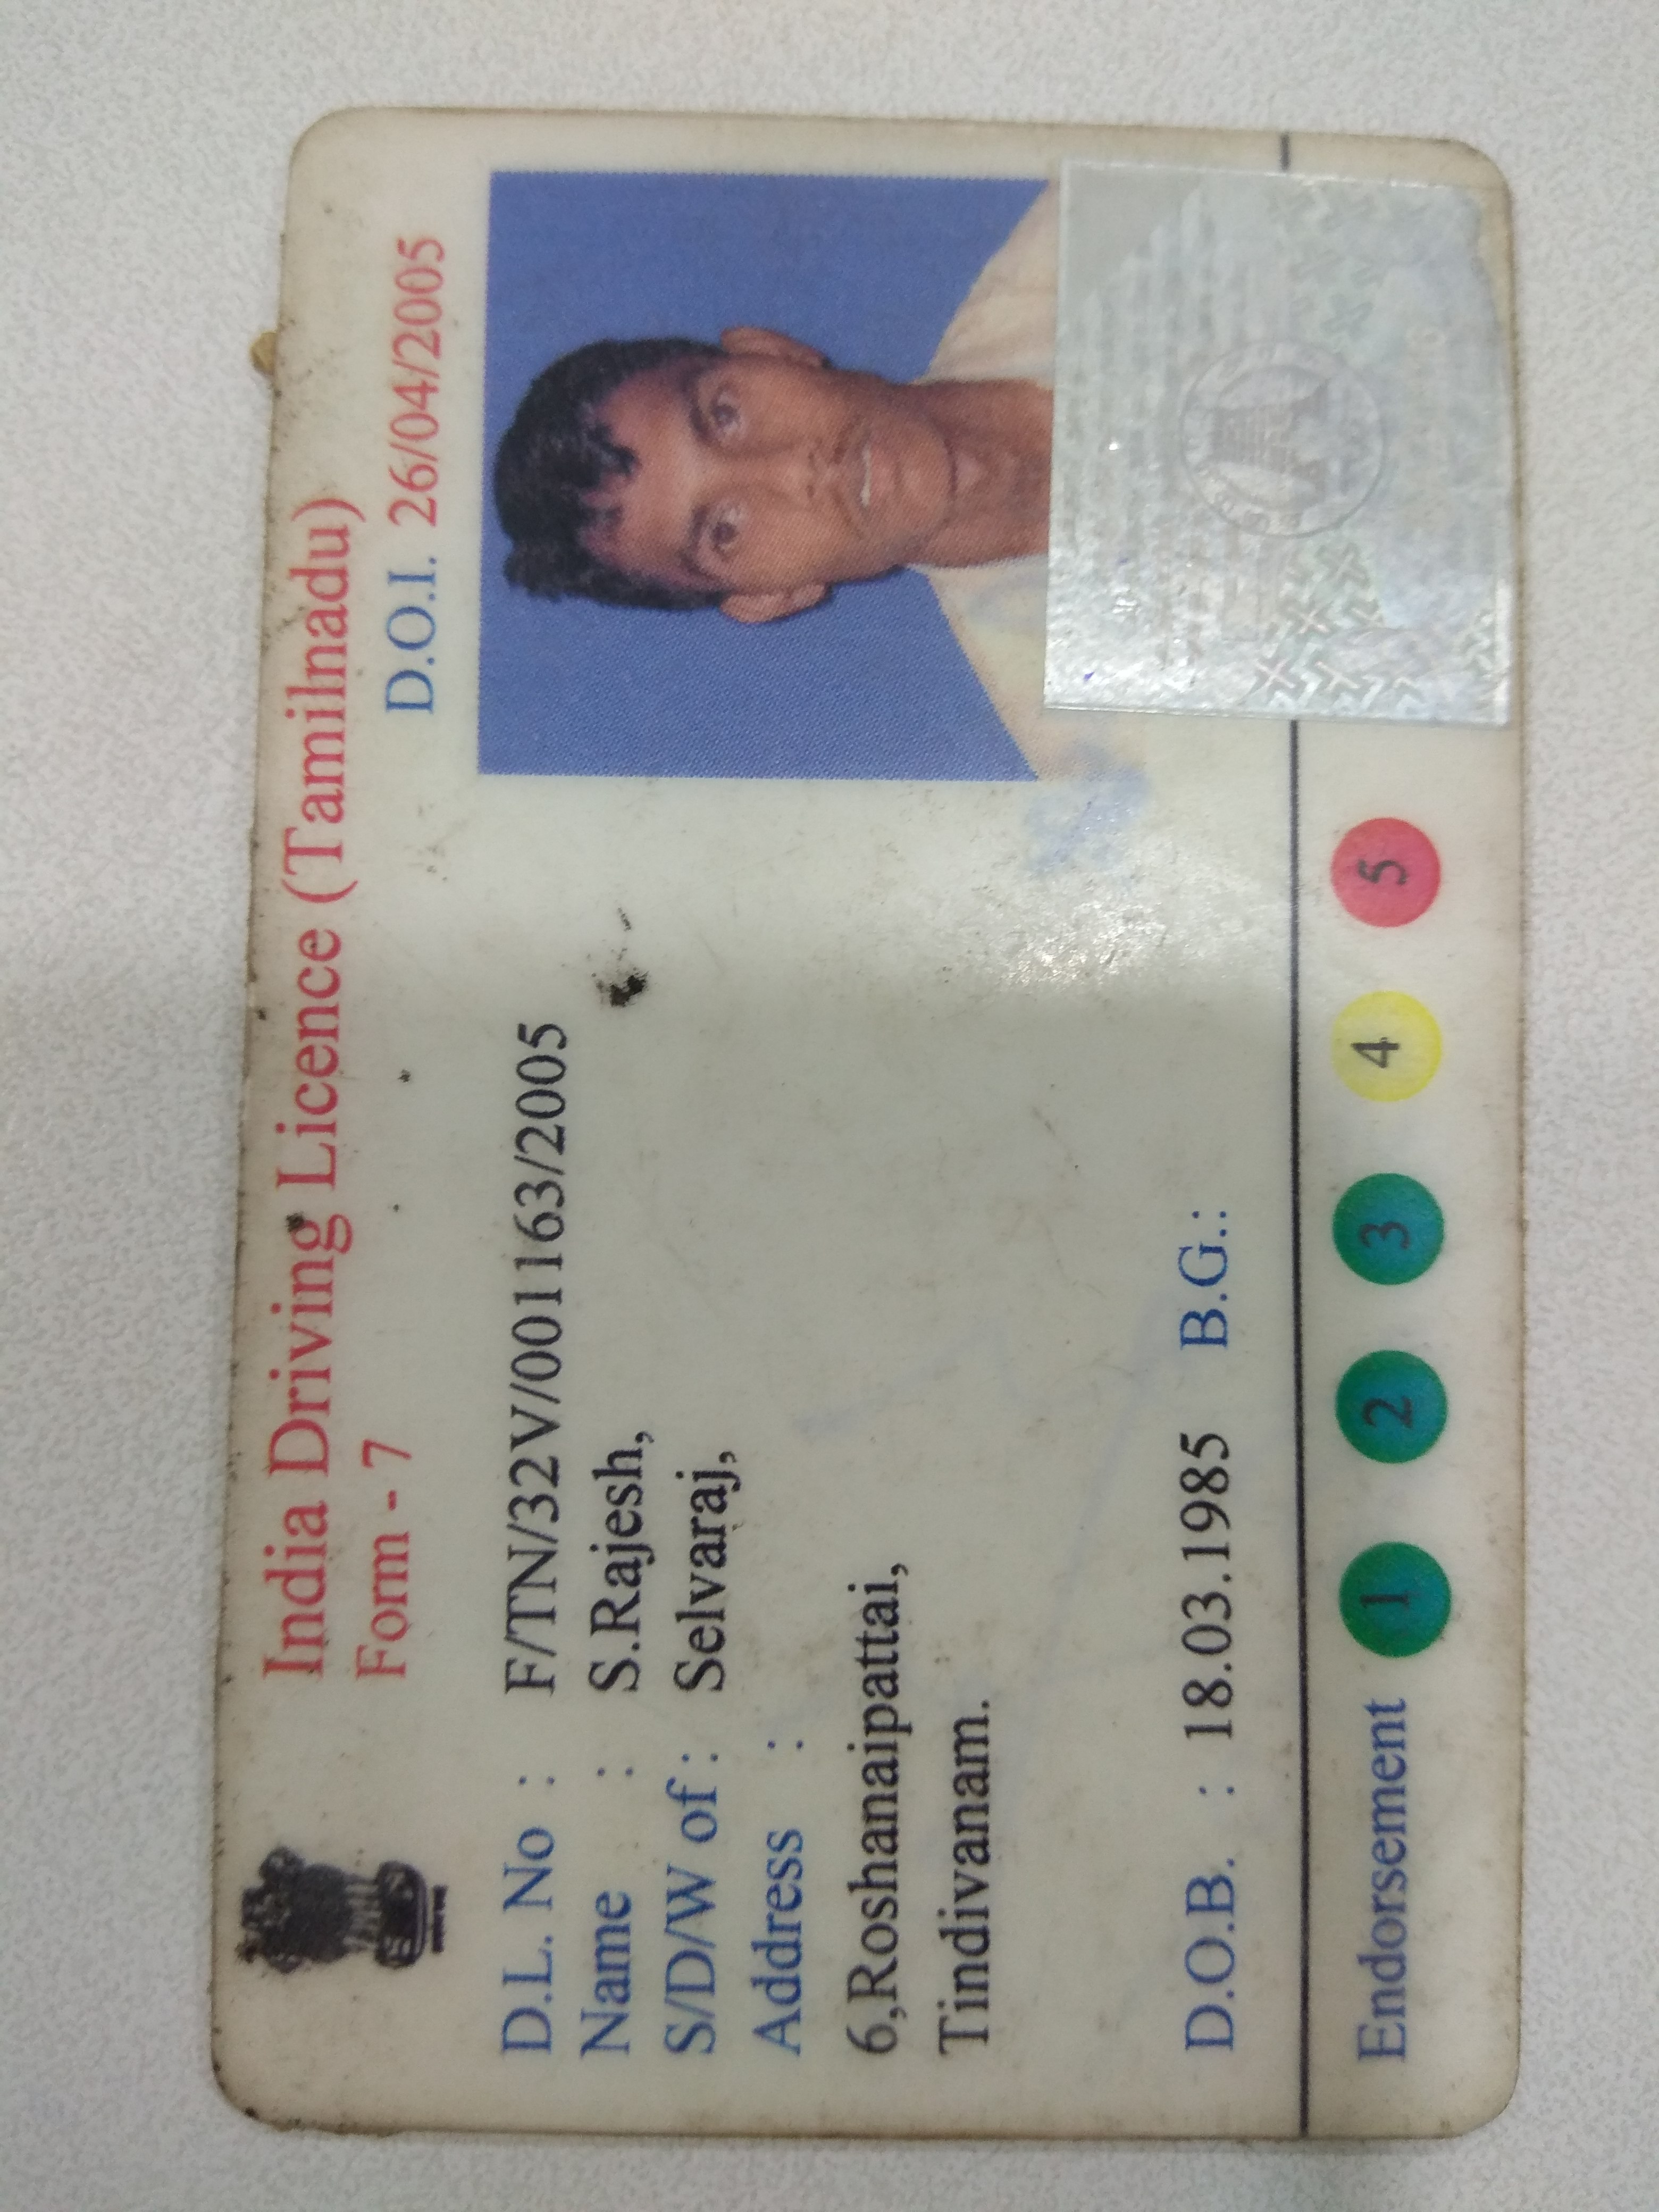 India Driving Licence (Tamilnadu)
Form - 7
D.O.I. 26/04/2005
D.L. No : F/TN/32V/001163/2005
Name : S.Rajesh,
S/D/W of : Selvaraj,
Address :
6,Roshanaipattai,
Tindivanam.
D.O.B. : 18.03.1985 B.G.:
Endorsement 1 2 3 4 5